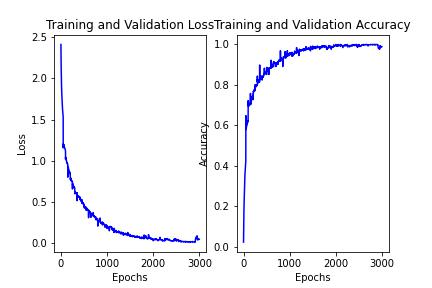 Training and Validation Loss
2.5
2.0
1.5
1.0
0.5
0.0
Loss
0 1000 2000 3000
Epochs
Training and Validation Accuracy
1.0
0.8
0.6
0.4
0.2
0.0
Accuracy
0 1000 2000 3000
Epochs